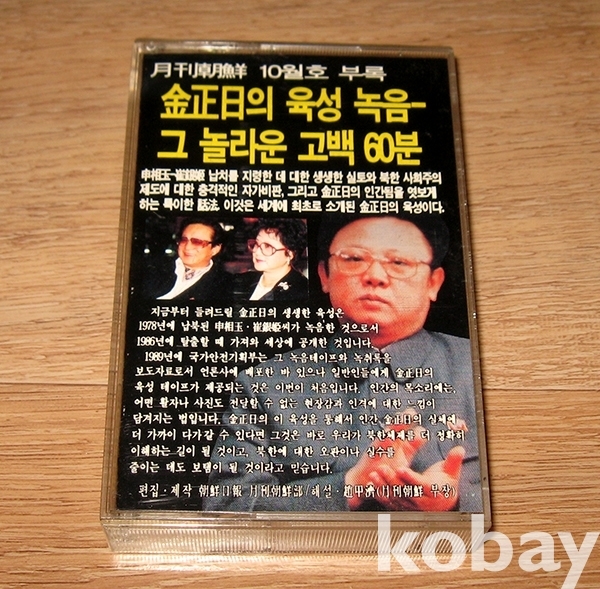 月刊朝鮮 10월호 부록
金正日의 육성 녹음-
그 놀라운 고백 60분
申相玉-崔銀姬 납치를 지령한 데 대한 생생한 실토와 북한 사회주의
제도에 대한 충격적인 자가비판, 그리고 金正日의 인간됨을 엿보게
하는 특이한 話法. 이것은 세계에 최초로 소개된 金正日의 육성이다.
지금부터 들려드릴 金正日의 생생한 육성은
1978년에 납북된 申相玉·崔銀姬씨가 녹음한 것으로서
1986년에 탈출할 때 가져와 세상에 공개한 것입니다.
1989년에 국가안전기획부는 그 녹음테이프와 녹취록을
보도자료로서 언론사에 배포한 바 있으나 일반인들에게 金正日의
육성 테이프가 제공되는 것은 이번이 처음입니다. 인간의 목소리에는,
어떤 활자나 사진도 전달할 수 없는 현장감과 인격에 대한 느낌이
담겨지는 법입니다. 金正日의 이 육성을 통해서 인간 金正日의 실체에
더 가까이 다가갈 수 있다면 그것은 바로 우리가 북한체제를 더 정확히
이해하는 길이 될 것이고, 북한에 대한 오판이나 실수를
줄이는 데도 보탬이 될 것이라고 믿습니다.
편집·제작 朝鮮日報 月刊朝鮮部/해설·趙甲濟(月刊朝鮮 부장)
kobay